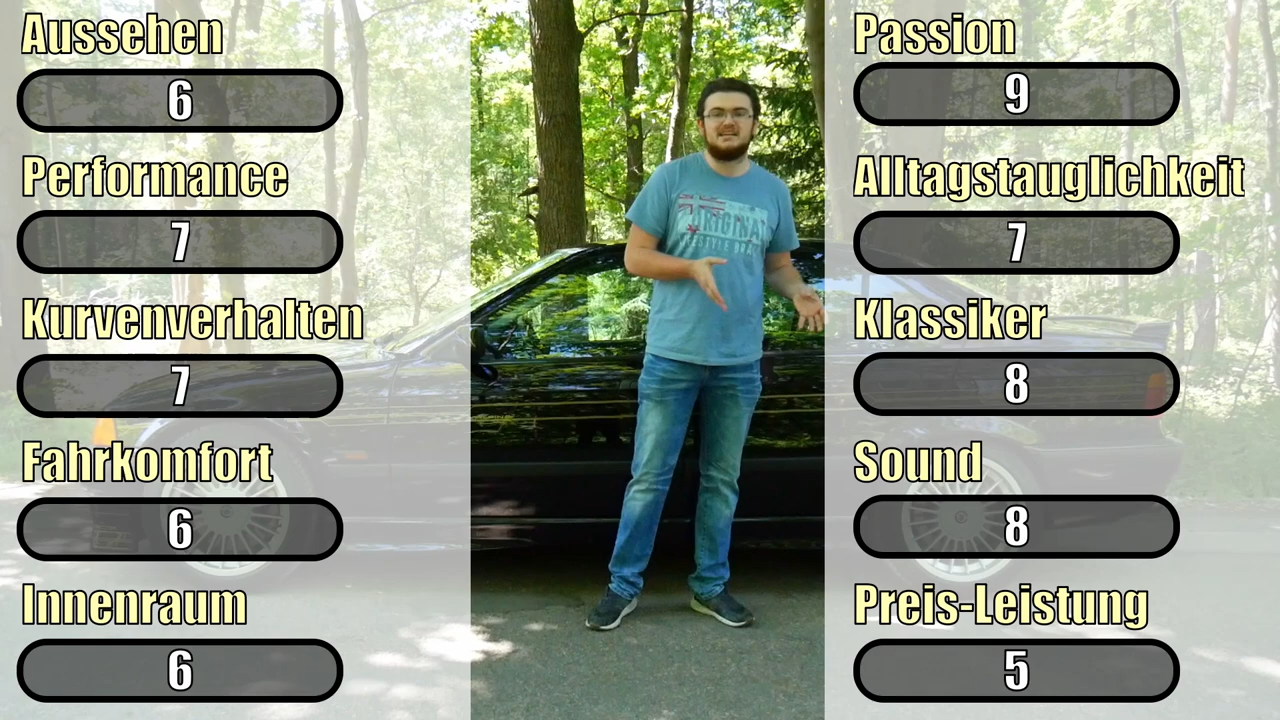 Aussehen
6
Performance
7
Kurvenverhalten
7
Fahrkomfort
6
Innenraum
6
ORIGINAL
Passion
9
Alltagstauglichkeit
7
Klassiker
8
Sound
8
Preis-Leistung
5